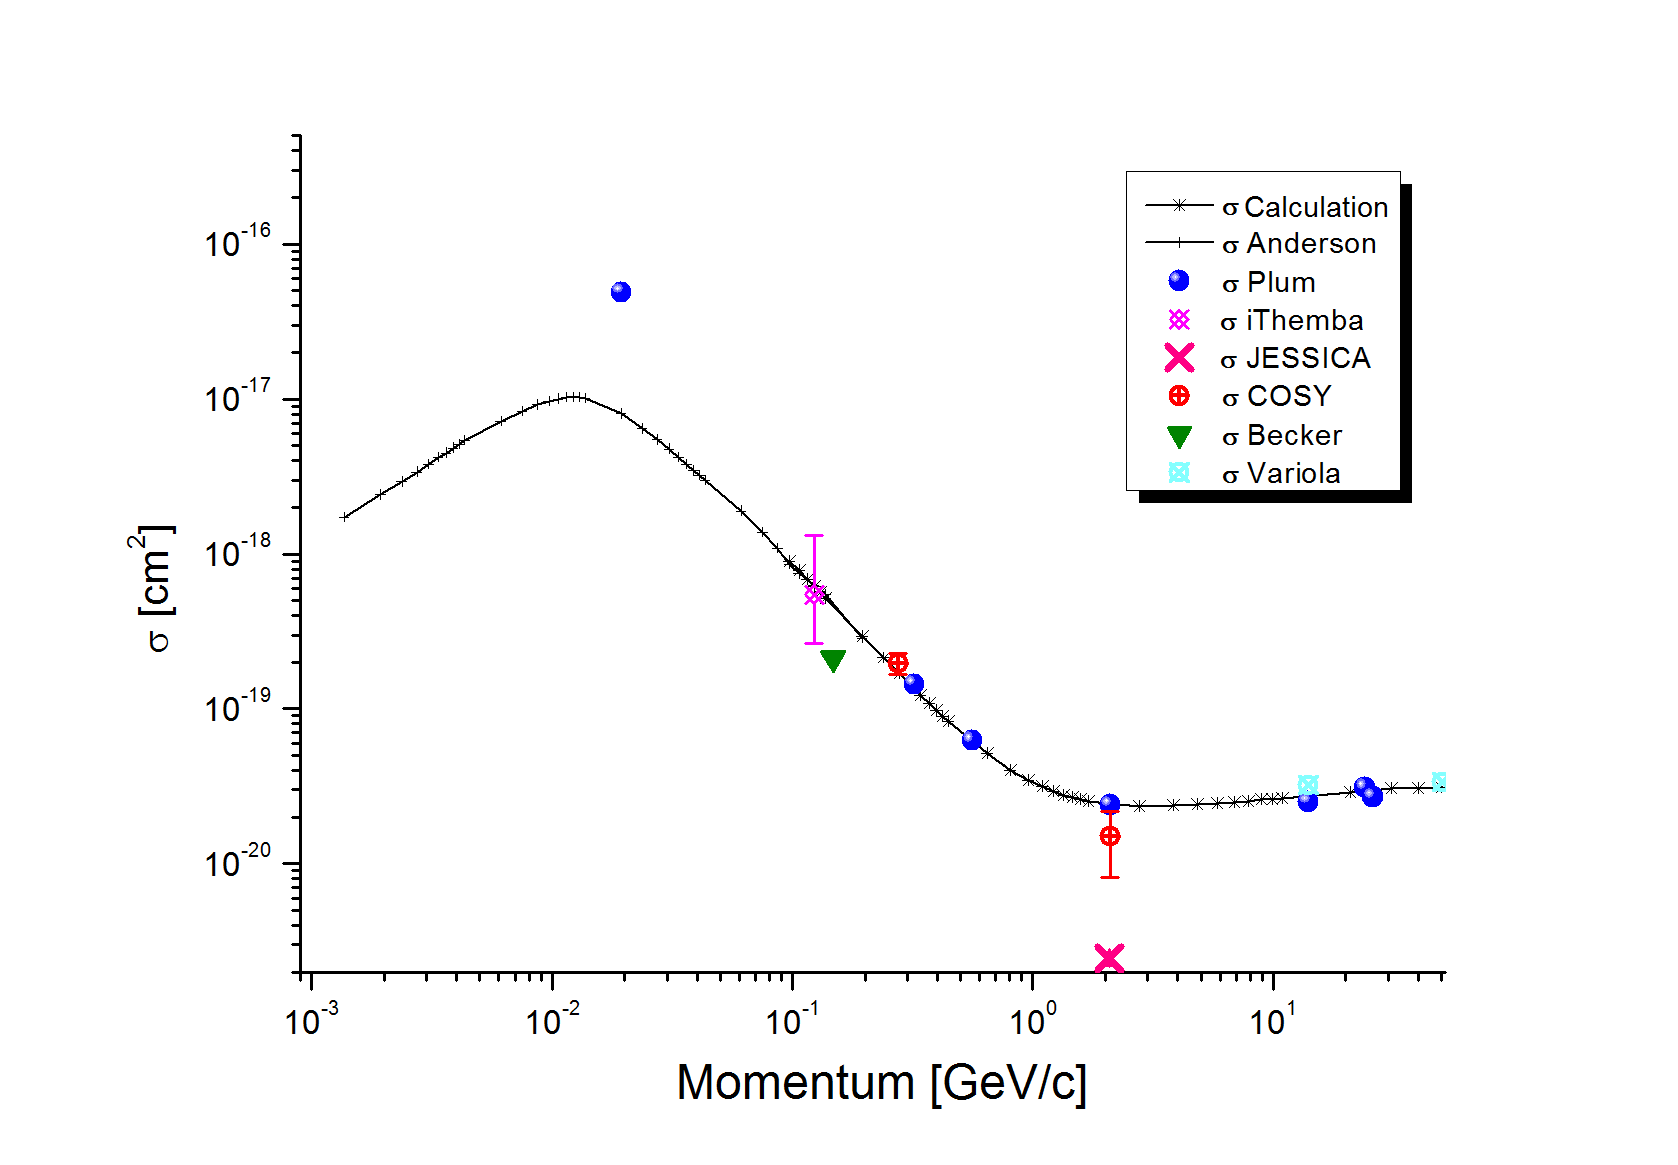 σ Calculation
σ Anderson
σ Plum
σ iThemba
σ JESSICA
σ COSY
σ Becker
σ Variola
10^-16
10^-17
10^-18
10^-19
10^-20
σ [cm^2]
10^-3 10^-2 10^-1 10^0 10^1
Momentum [GeV/c]